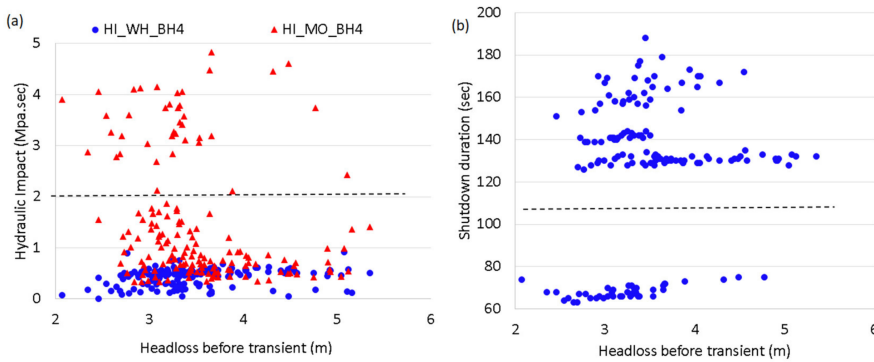 (a)
HI_WH_BH4 HI_MO_BH4
Hydraulic Impact (Mpa.sec)
5
4
3
2
1
0
2 3 4 5 6
Headloss before transient (m)
(b)
Shutdown duration (sec)
200
180
160
140
120
100
80
60
2 3 4 5 6
Headloss before transient (m)